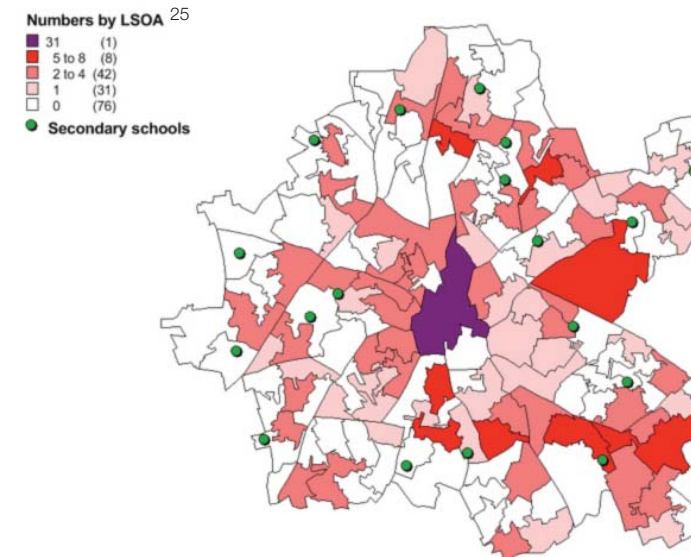 Numbers by LSOA 25
31 (1)
5 to 8 (8)
2 to 4 (42)
1 (31)
0 (76)
Secondary schools